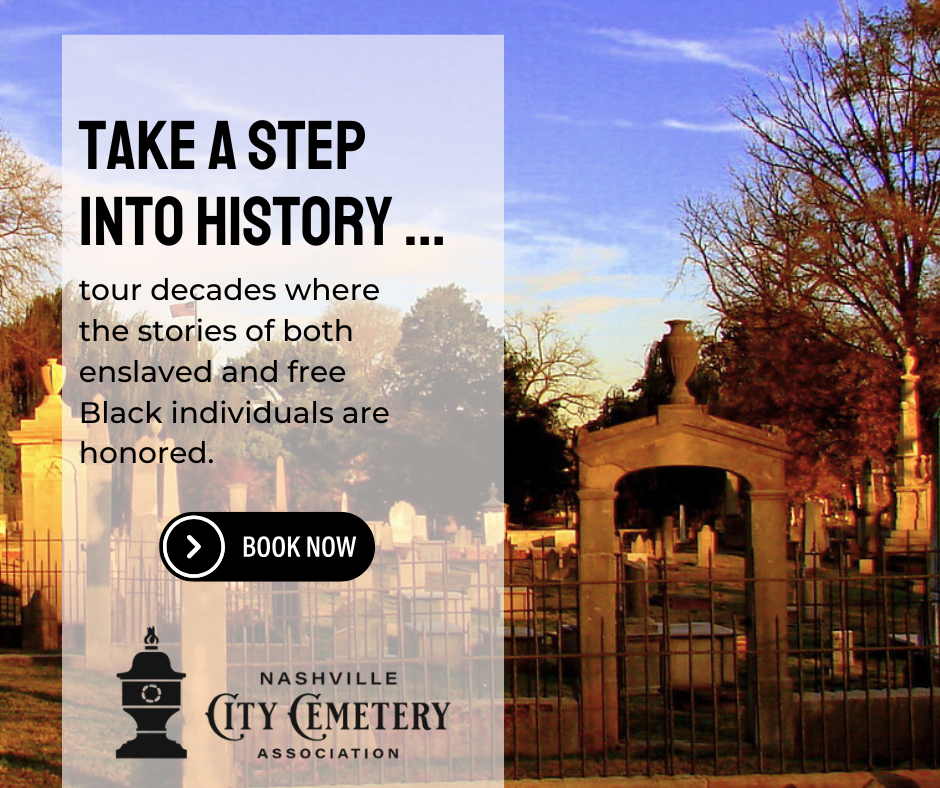 TAKE A STEP
INTO HISTORY ...
tour decades where
the stories of both
enslaved and free
Black individuals are
honored.
BOOK NOW
NASHVILLE
CITY CEMETERY
ASSOCIATION